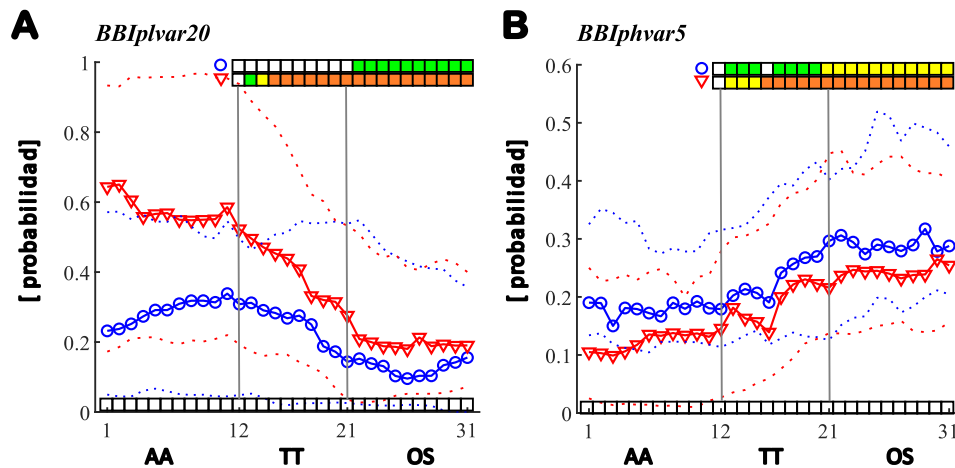 A
BBIplvar20
[ probabilidad]
1
0.8
0.6
0.4
0.2
0
1 12 21 31
AA TT OS
B
BBIphvar5
[ probabilidad]
0.6
0.5
0.4
0.3
0.2
0.1
0
1 12 21 31
AA TT OS